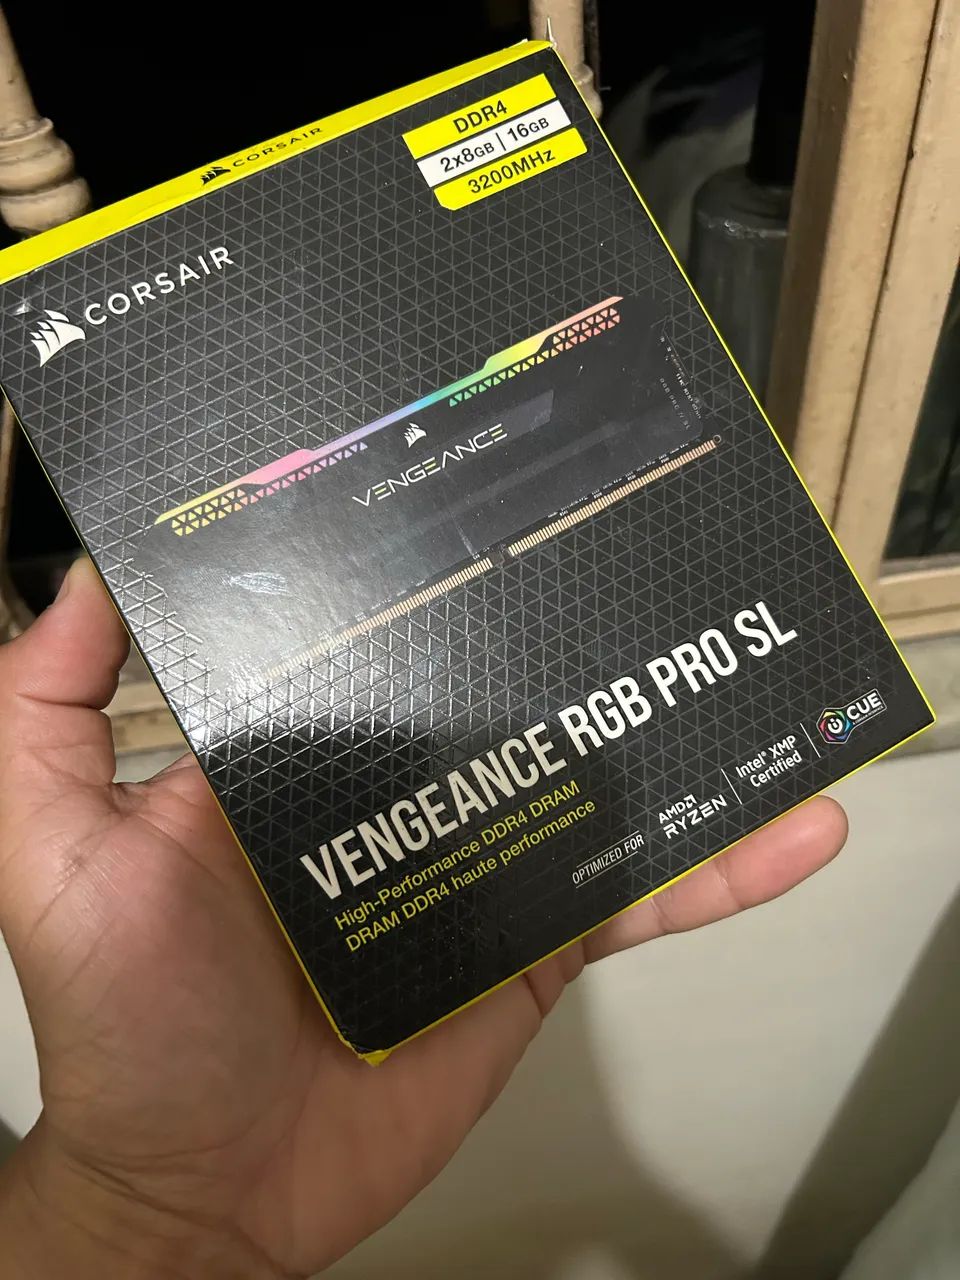 CORSAIR
DDR4
2x8GB | 16GB
3200MHz
CORSAIR
VENGEANCE
VENGEANCE RGB PRO SL
High-Performance DDR4 DRAM
DRAM DDR4 haute performance
OPTIMIZED FOR
AMD
RYZEN
Intel® XMP
Certified
iCUE